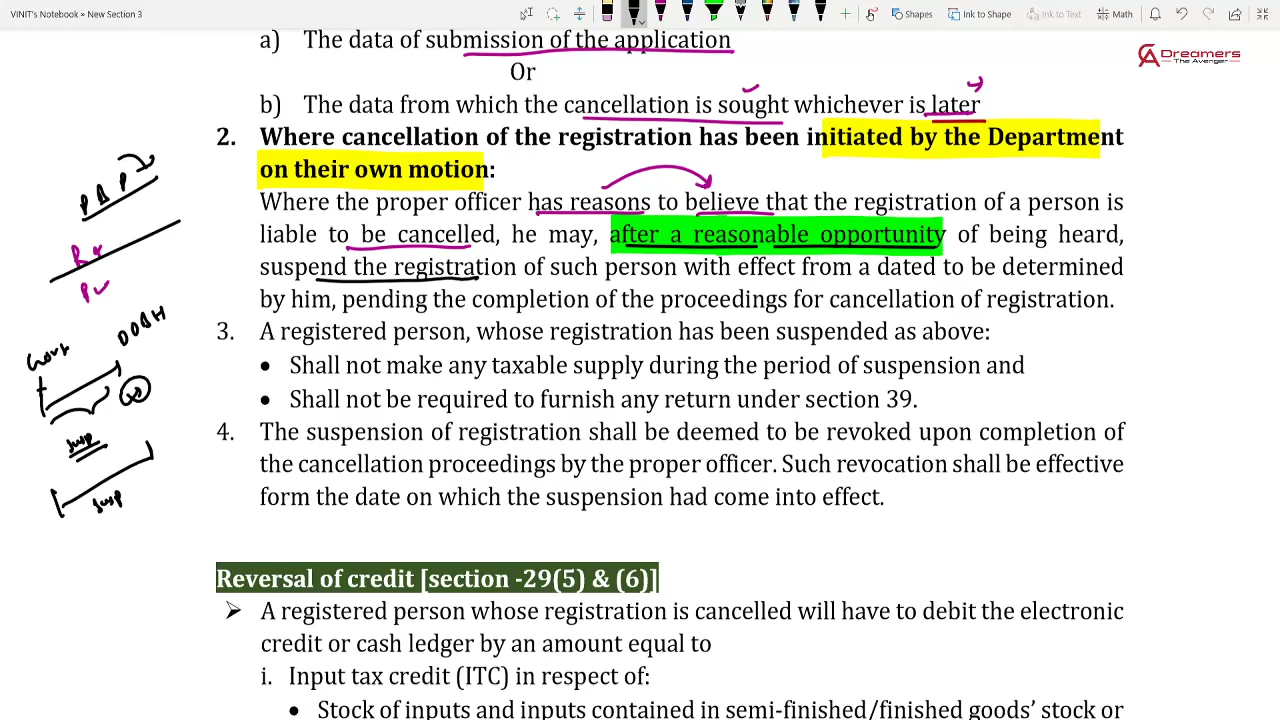 VINIT's Notebook » New Section 3
Shapes
Ink to Shape
Ink to Text
Math
a) The data of submission of the application
Dreamers
The Avenger
Or
b) The data from which the cancellation is sought whichever is later
2. Where cancellation of the registration has been initiated by the Department
on their own motion:
Where the proper officer has reasons to believe that the registration of a person is
liable to be cancelled, he may, after a reasonable opportunity of being heard,
suspend the registration of such person with effect from a dated to be determined
by him, pending the completion of the proceedings for cancellation of registration.
3. A registered person, whose registration has been suspended as above:
• Shall not make any taxable supply during the period of suspension and
• Shall not be required to furnish any return under section 39.
4. The suspension of registration shall be deemed to be revoked upon completion of
the cancellation proceedings by the proper officer. Such revocation shall be effective
form the date on which the suspension had come into effect.
Reversal of credit [section -29(5) & (6)]
➢ A registered person whose registration is cancelled will have to debit the electronic
credit or cash ledger by an amount equal to
i. Input tax credit (ITC) in respect of:
• Stock of inputs and inputs contained in semi-finished/finished goods’ stock or
OOBH
susp
susp